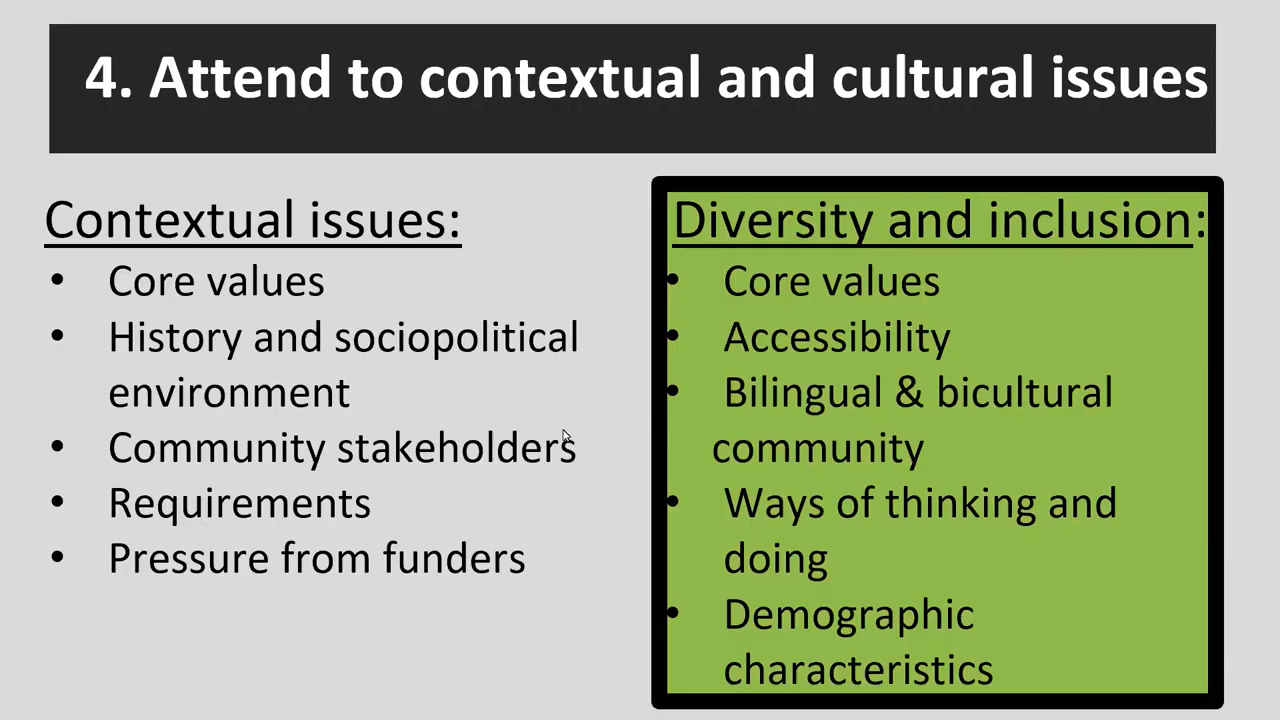 4. Attend to contextual and cultural issues
Contextual issues:
• Core values
• History and sociopolitical
environment
• Community stakeholders
• Requirements
• Pressure from funders
Diversity and inclusion:
• Core values
• Accessibility
• Bilingual & bicultural
community
• Ways of thinking and
doing
• Demographic
characteristics